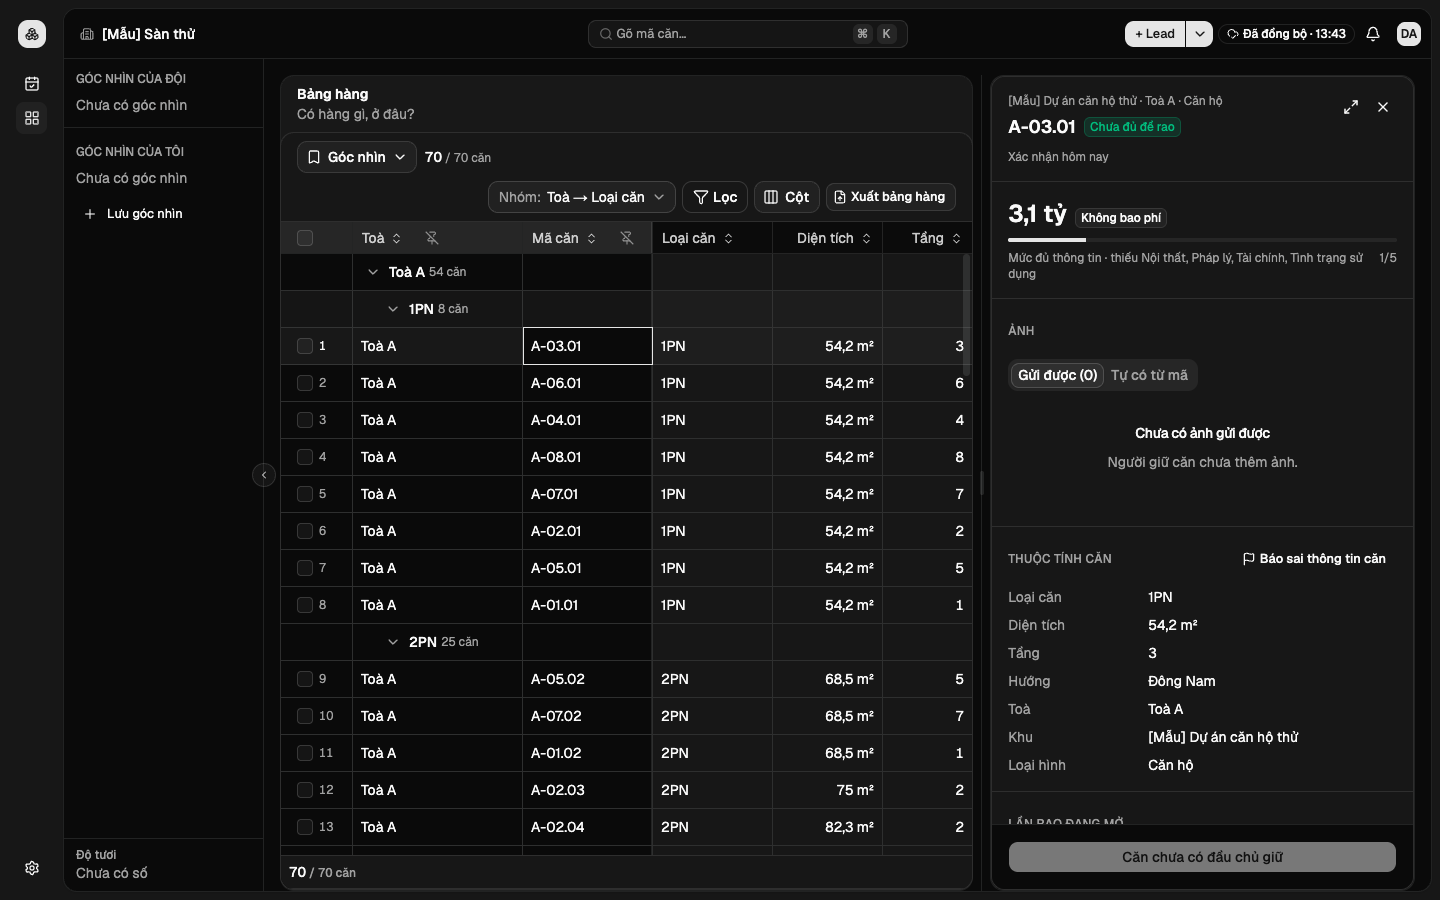 [Mẫu] Sàn thử
Gõ mã căn...
⌘ K
+ Lead
Đã đồng bộ · 13:43
DA
GÓC NHÌN CỦA ĐỘI
Chưa có góc nhìn
GÓC NHÌN CỦA TÔI
Chưa có góc nhìn
+ Lưu góc nhìn
Độ tươi
Chưa có số
Bảng hàng
Có hàng gì, ở đâu?
Góc nhìn 70 / 70 căn
Nhóm: Toà → Loại căn Lọc Cột Xuất bảng hàng
Toà Mã căn Loại căn Diện tích Tầng
Toà A 54 căn
1PN 8 căn
1 Toà A A-03.01 1PN 54,2 m² 3
2 Toà A A-06.01 1PN 54,2 m² 6
3 Toà A A-04.01 1PN 54,2 m² 4
4 Toà A A-08.01 1PN 54,2 m² 8
5 Toà A A-07.01 1PN 54,2 m² 7
6 Toà A A-02.01 1PN 54,2 m² 2
7 Toà A A-05.01 1PN 54,2 m² 5
8 Toà A A-01.01 1PN 54,2 m² 1
2PN 25 căn
9 Toà A A-05.02 2PN 68,5 m² 5
10 Toà A A-07.02 2PN 68,5 m² 7
11 Toà A A-01.02 2PN 68,5 m² 1
12 Toà A A-02.03 2PN 75 m² 2
13 Toà A A-02.04 2PN 82,3 m² 2
70 / 70 căn
[Mẫu] Dự án căn hộ thử · Toà A · Căn hộ
A-03.01 Chưa đủ để rao
Xác nhận hôm nay
3,1 tỷ Không bao phí
Mức đủ thông tin · thiếu Nội thất, Pháp lý, Tài chính, Tình trạng sử 1/5
dụng
ẢNH
Gửi được (0) Tự có từ mã
Chưa có ảnh gửi được
Người giữ căn chưa thêm ảnh.
THUỘC TÍNH CĂN Báo sai thông tin căn
Loại căn 1PN
Diện tích 54,2 m²
Tầng 3
Hướng Đông Nam
Toà Toà A
Khu [Mẫu] Dự án căn hộ thử
Loại hình Căn hộ
LẦN RAO ĐANG MỞ
Căn chưa có đầu chủ giữ